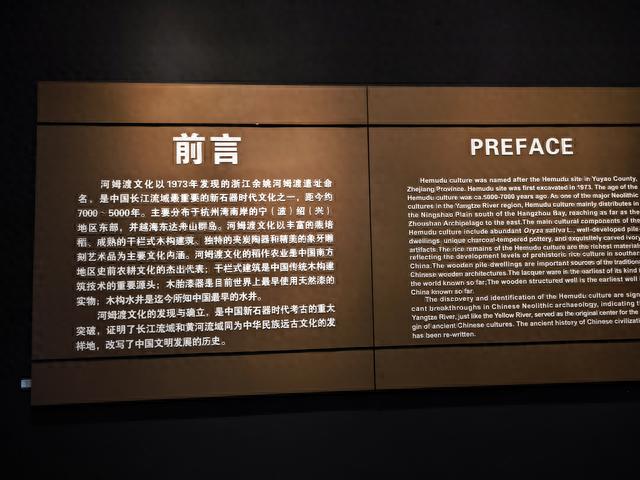 前言
河姆渡文化以1973年发现的浙江余姚河姆渡遗址命
名，是中国长江流域最重要的新石器时代文化之一，距今约
7000～5000年。主要分布于杭州湾南岸的宁（波）绍（兴）
地区东部，并越海东达舟山群岛。河姆渡文化以丰富的栽培
稻、成熟的干栏式木构建筑、独特的夹炭陶器和精美的象牙雕
刻艺术品为主要文化内涵。河姆渡文化的稻作农业是中国南方
地区史前农耕文化的杰出代表；干栏式建筑是中国传统木构建
筑技术的重要源头；木胎漆器是目前世界上最早使用天然漆的
实物；木构水井是迄今所知中国最早的水井。
河姆渡文化的发现与确立，是中国新石器时代考古的重大
突破，证明了长江流域和黄河流域同为中华民族远古文化的发
祥地，改写了中国文明发展的历史。
PREFACE
Hemudu culture was named after the Hemudu site in Yuyao County,
Zhejiang Province. Hemudu site was first excavated in 1973. The age of the
Hemudu culture was ca.5000-7000 years ago. As one of the major Neolithic
cultures in the Yangtze River region, Hemudu culture mainly distributes in
the Ningshao Plain south of the Hangzhou Bay, reaching as far as the
Zhoushan Archipelago to the east.The main cultural components of the
Hemudu culture include abundant Oryza sativa L., well-developed pile-
dwellings, unique charcoal-tempered pottery, and exquisitely carved ivory
artifacts.The rice remains of the Hemudu culture are the richest material
reflecting the development levels of prehistoric rice culture in southern
China.The wooden pile-dwellings are important sources of the traditional
Chinese wooden architectures.The lacquer ware is the earliest of its kind in
the world known so far;The wooden structured well is the earliest well in
China known so far.
The discovery and identification of the Hemudu culture are signi
cant breakthroughs in Chinese Neolithic archaeology, indicating th
Yangtze River, just like the Yellow River, served as the original center for the
gin of ancient Chinese cultures. The ancient history of Chinese civilizatio
has been re-written.